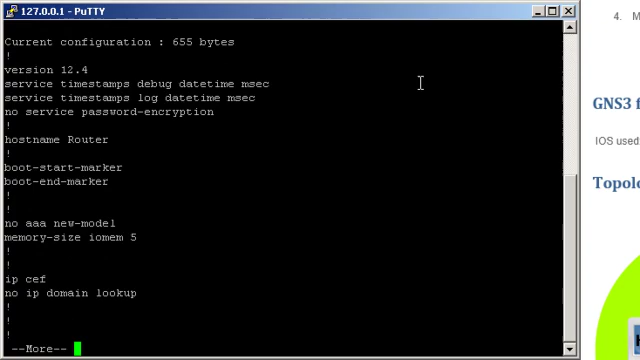 127.0.0.1 - PuTTY
Current configuration : 655 bytes
!
version 12.4
service timestamps debug datetime msec
service timestamps log datetime msec
no service password-encryption
!
hostname Router
!
boot-start-marker
boot-end-marker
!
!
no aaa new-model
memory-size iomem 5
!
!
ip cef
no ip domain lookup
!
!
!
--More--
4. M
GNS3 f
IOS used:
Topolo